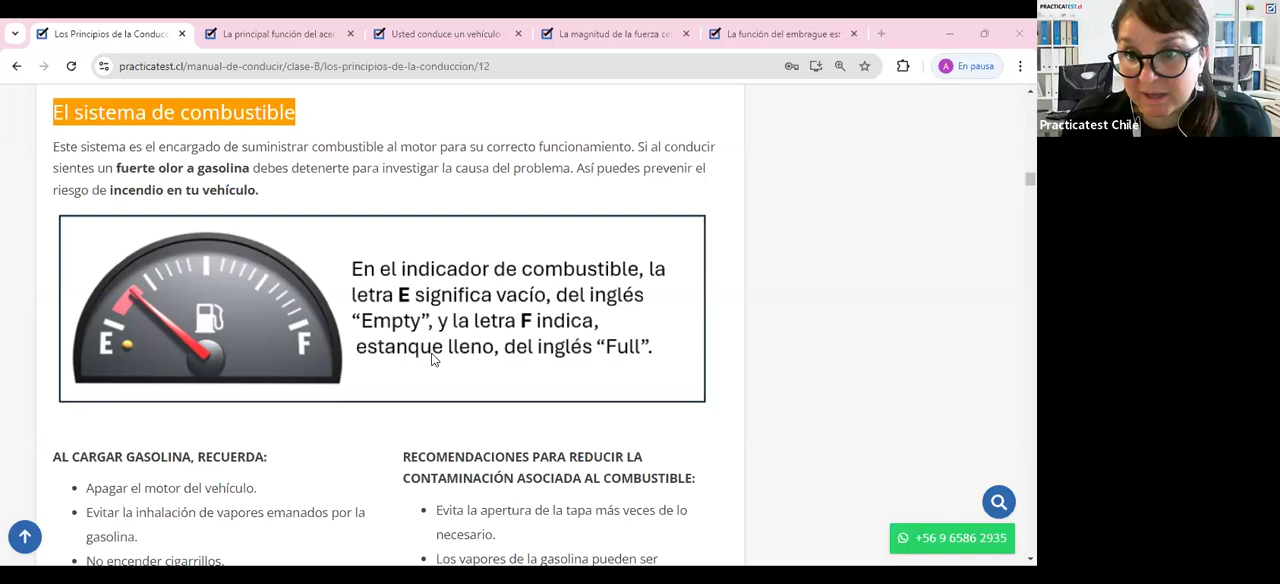 Los Principios de la Conduc
La principal función del ace
Usted conduce un vehículo
La magnitud de la fuerza ce
La función del embrague es:
practicatest.cl/manual-de-conducir/clase-B/los-principios-de-la-conduccion/12
A
En pausa
PRACTICATEST.cl
Practicatest Chile
El sistema de combustible
Este sistema es el encargado de suministrar combustible al motor para su correcto funcionamiento. Si al conducir
sientes un fuerte olor a gasolina debes detenerte para investigar la causa del problema. Así puedes prevenir el
riesgo de incendio en tu vehículo.
E
F
En el indicador de combustible, la
letra E significa vacío, del inglés
“Empty”, y la letra F indica,
estanque lleno, del inglés “Full”.
AL CARGAR GASOLINA, RECUERDA:
Apagar el motor del vehículo.
Evitar la inhalación de vapores emanados por la
gasolina.
No encender cigarrillos.
RECOMENDACIONES PARA REDUCIR LA
CONTAMINACIÓN ASOCIADA AL COMBUSTIBLE:
Evita la apertura de la tapa más veces de lo
necesario.
Los vapores de la gasolina pueden ser
+56 9 6586 2935